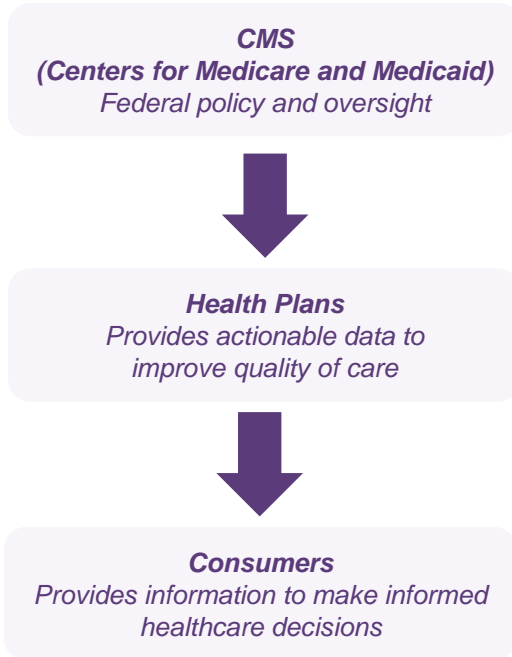 CMS
(Centers for Medicare and Medicaid)
Federal policy and oversight
Health Plans
Provides actionable data to
improve quality of care
Consumers
Provides information to make informed
healthcare decisions